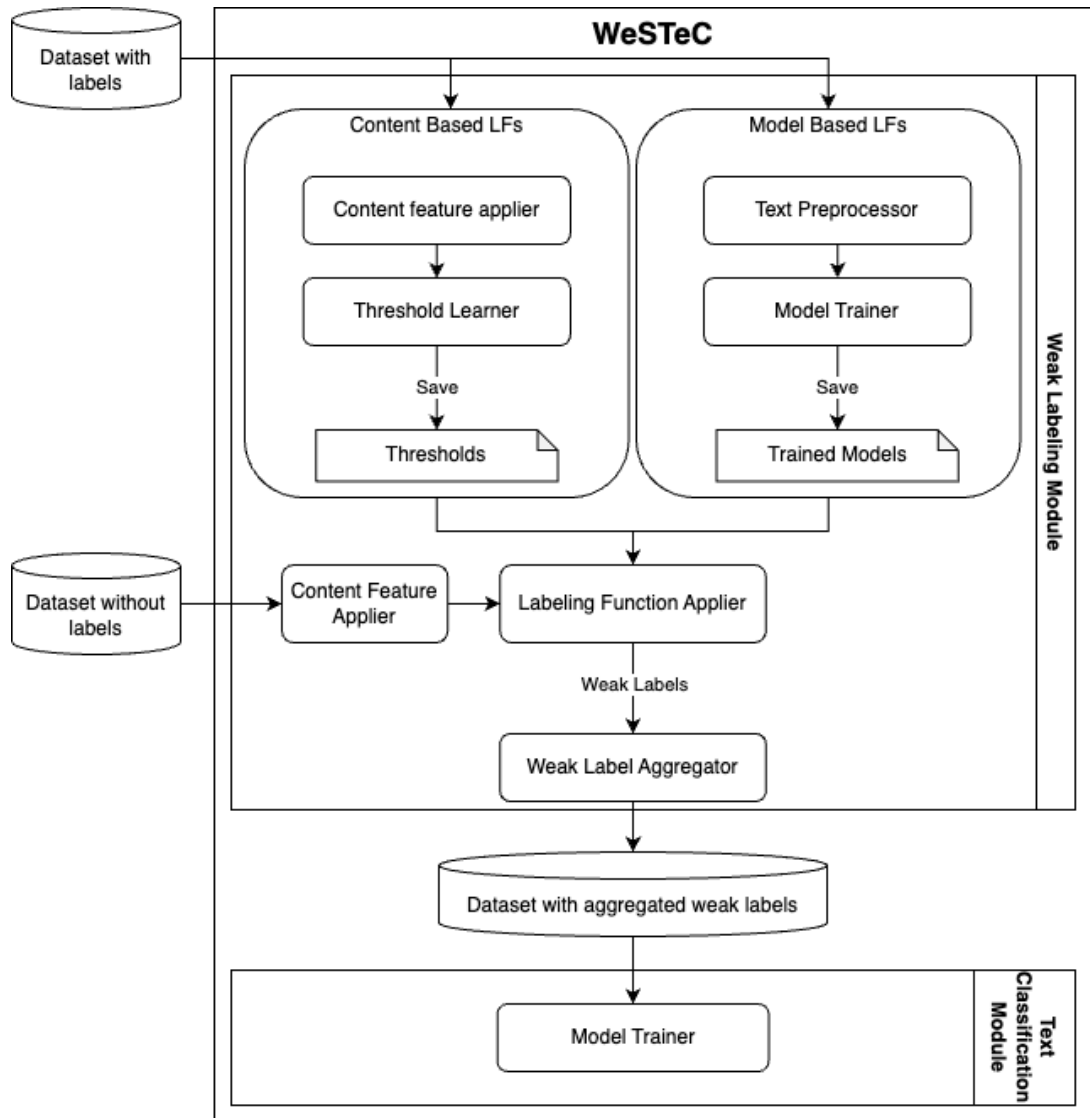 WeSTeC
Dataset with
labels
Content Based LFs
Model Based LFs
Content feature applier
Text Preprocessor
Threshold Learner
Model Trainer
Save
Save
Thresholds
Trained Models
Weak Labeling Module
Dataset without
labels
Content Feature
Applier
Labeling Function Applier
Weak Labels
Weak Label Aggregator
Dataset with aggregated weak labels
Model Trainer
Text
Classification
Module